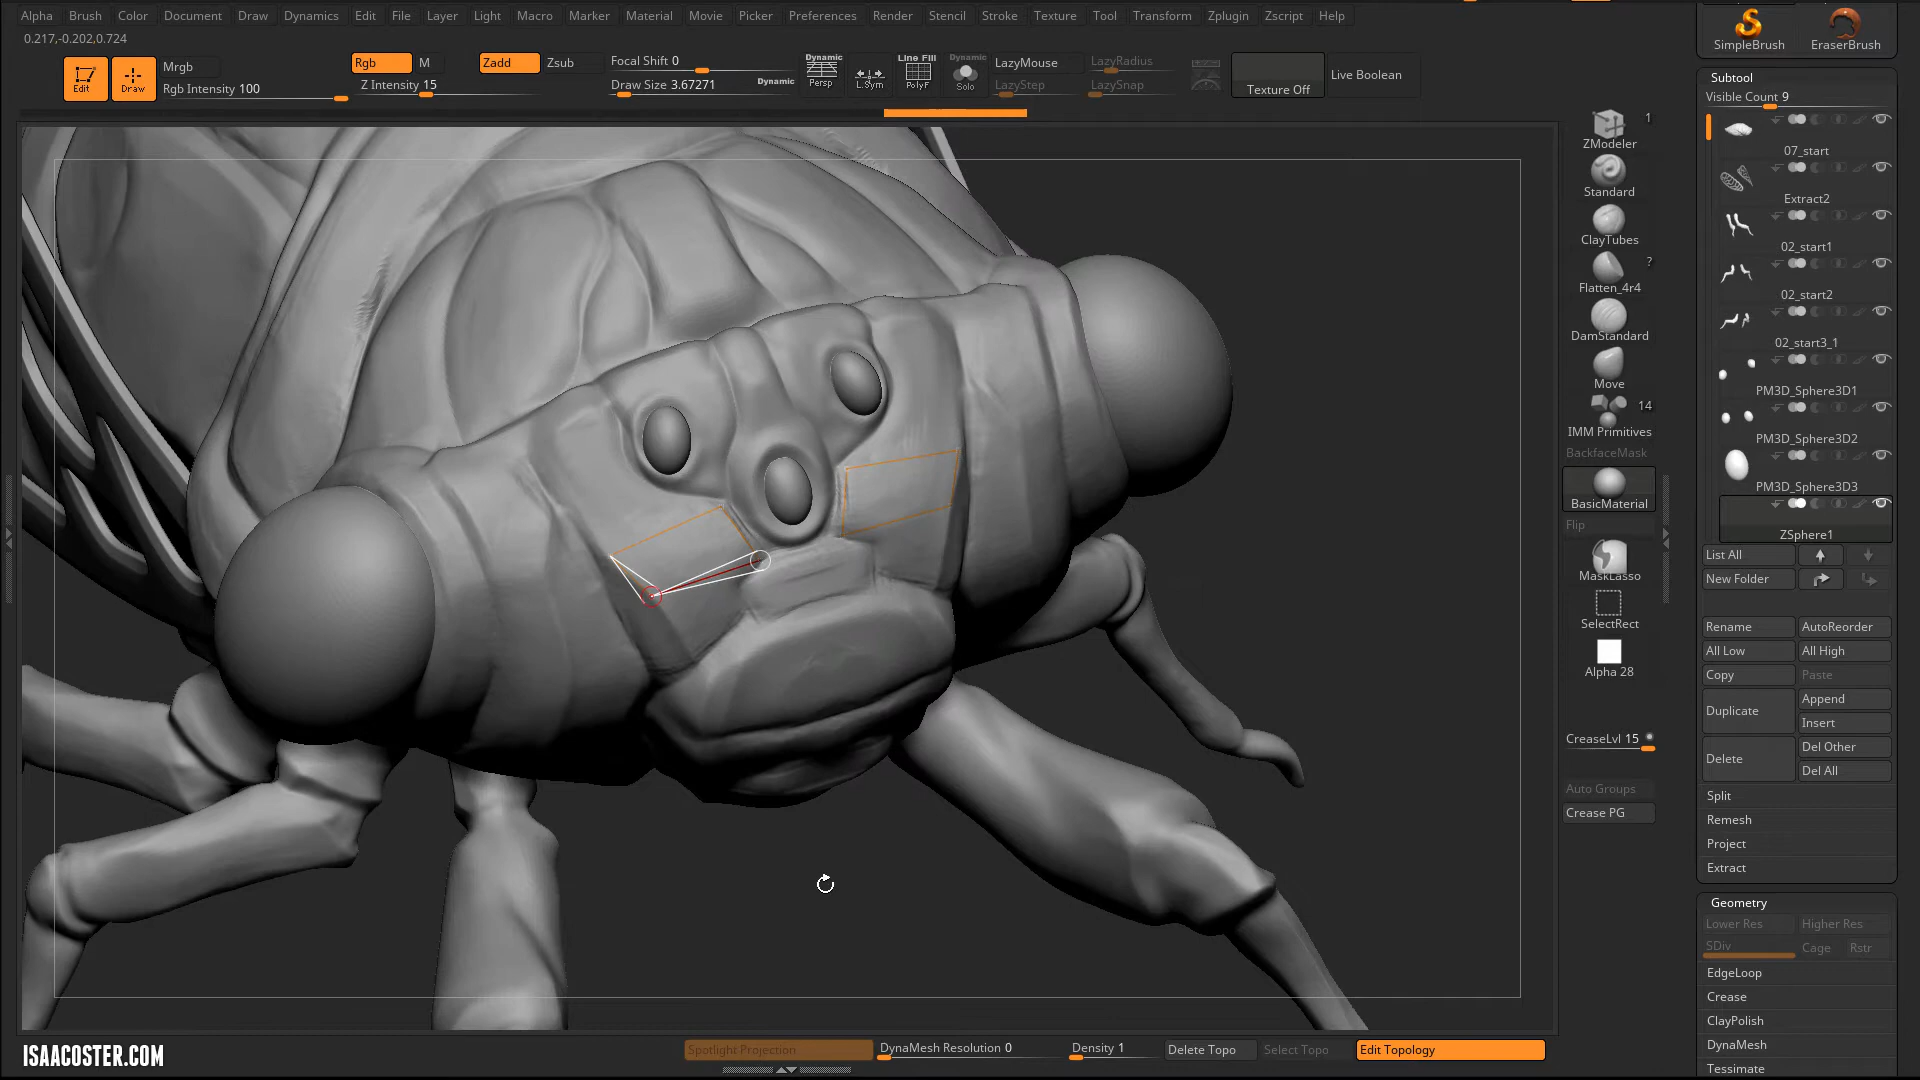 Alpha Brush Color Document Draw Dynamics Edit File Layer Light Macro Marker Material Movie Picker Preferences Render Stencil Stroke Texture Tool Transform Zplugin Zscript Help
0.217,-0.202,0.724
Edit
Draw
Mrgb
Rgb Intensity 100
Rgb
M
Z Intensity 15
Zadd
Zsub
Focal Shift 0
Draw Size 3.67271
Dynamic
Dynamic
Persp
L.Sym
Line Fill
PolyF
Dynamic
Solo
LazyMouse
LazyStep
LazyRadius
LazySnap
Texture Off
Live Boolean
1
ZModeler
Standard
ClayTubes
?
Flatten_4r4
DamStandard
Move
14
IMM Primitives
BackfaceMask
BasicMaterial
Flip
MaskLasso
SelectRect
Alpha 28
CreaseLvl 15
Auto Groups
Crease PG
SimpleBrush
EraserBrush
Subtool
Visible Count 9
07_start
Extract2
02_start1
02_start2
02_start3_1
PM3D_Sphere3D1
PM3D_Sphere3D2
PM3D_Sphere3D3
ZSphere1
List All
New Folder
Rename
AutoReorder
All Low
All High
Copy
Paste
Duplicate
Append
Insert
Delete
Del Other
Del All
Split
Remesh
Project
Extract
Geometry
Lower Res
Higher Res
SDiv
Cage
Rstr
EdgeLoop
Crease
ClayPolish
DynaMesh
Tessimate
ISAACOSTER.COM
Spotlight Projection
DynaMesh Resolution 0
Density 1
Delete Topo
Select Topo
Edit Topology